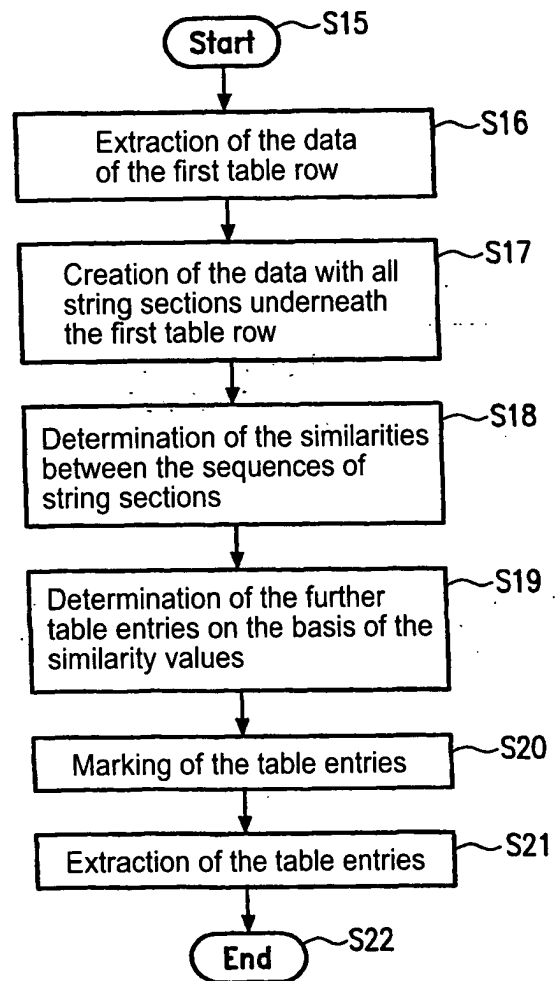 Start
S15
Extraction of the data
of the first table row
S16
Creation of the data with all
string sections underneath
the first table row
S17
Determination of the similarities
between the sequences of
string sections
S18
Determination of the further
table entries on the basis of the
similarity values
S19
Marking of the table entries
S20
Extraction of the table entries
S21
End
S22